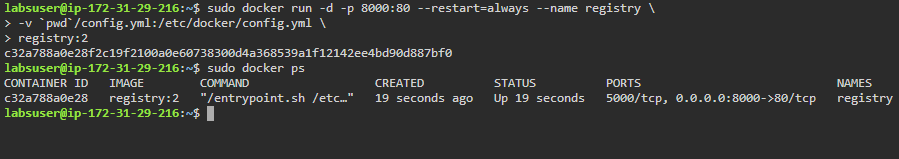 labsuser@ip-172-31-29-216:~$ sudo docker run -d -p 8000:80 --restart=always --name registry \
> -v `pwd`/config.yml:/etc/docker/config.yml \
> registry:2
c32a788a0e28f2c19f2100a0e60738300d4a368539a1f12142ee4bd90d887bf0
labsuser@ip-172-31-29-216:~$ sudo docker ps
CONTAINER ID IMAGE COMMAND CREATED STATUS PORTS NAMES
c32a788a0e28 registry:2 "/entrypoint.sh /etc…" 19 seconds ago Up 19 seconds 5000/tcp, 0.0.0.0:8000->80/tcp registry
labsuser@ip-172-31-29-216:~$